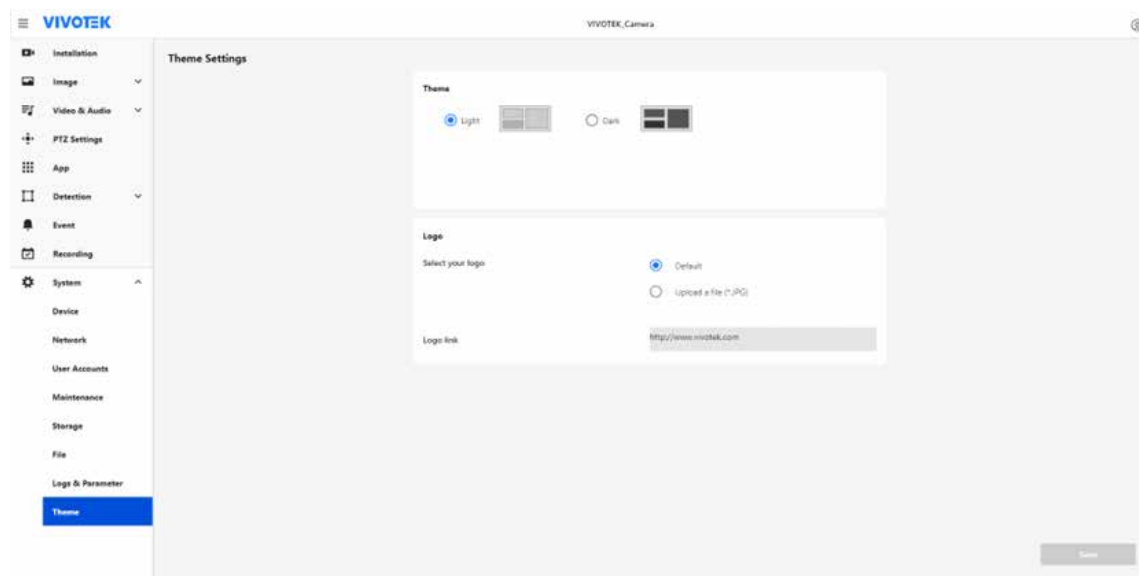 VIVOTEK
VIVOTEK_Camera
Installation
Image
Video & Audio
PTZ Settings
App
Detection
Event
Recording
System
Device
Network
User Accounts
Maintenance
Storage
File
Logs & Parameter
Theme
Theme Settings
Theme
Light
Dark
Logo
Select your logo
Default
Upload a file (*.JPG)
Logo link
http://www.vivotek.com
Save